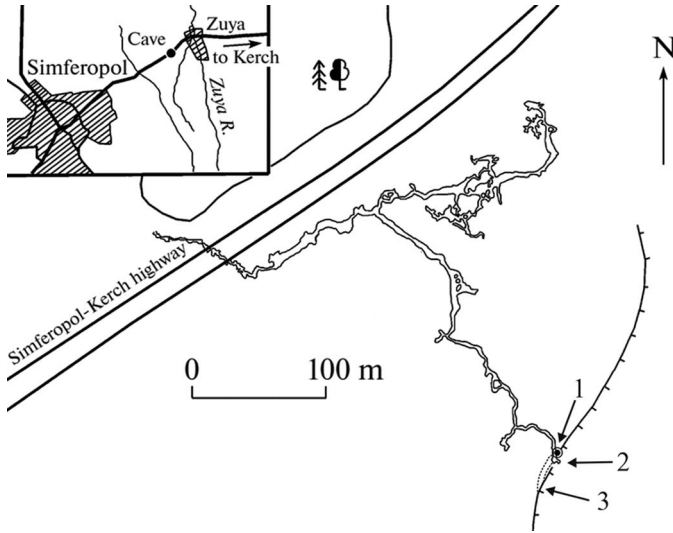 Zuya
Cave
to Kerch
Simferopol
Zuya R.
N
Simferopol-Kerch highway
0 100 m
1
2
3